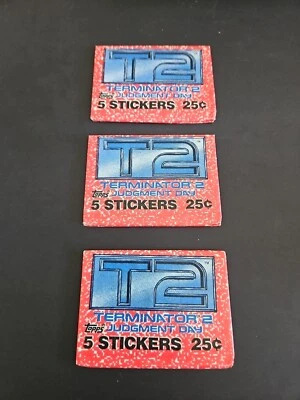 T2
TERMINATOR 2
topps JUDGMENT DAY
5 STICKERS 25¢
T2
TERMINATOR 2
topps JUDGMENT DAY
5 STICKERS 25¢
T2 ™
TERMINATOR 2
topps JUDGMENT DAY
5 STICKERS 25¢